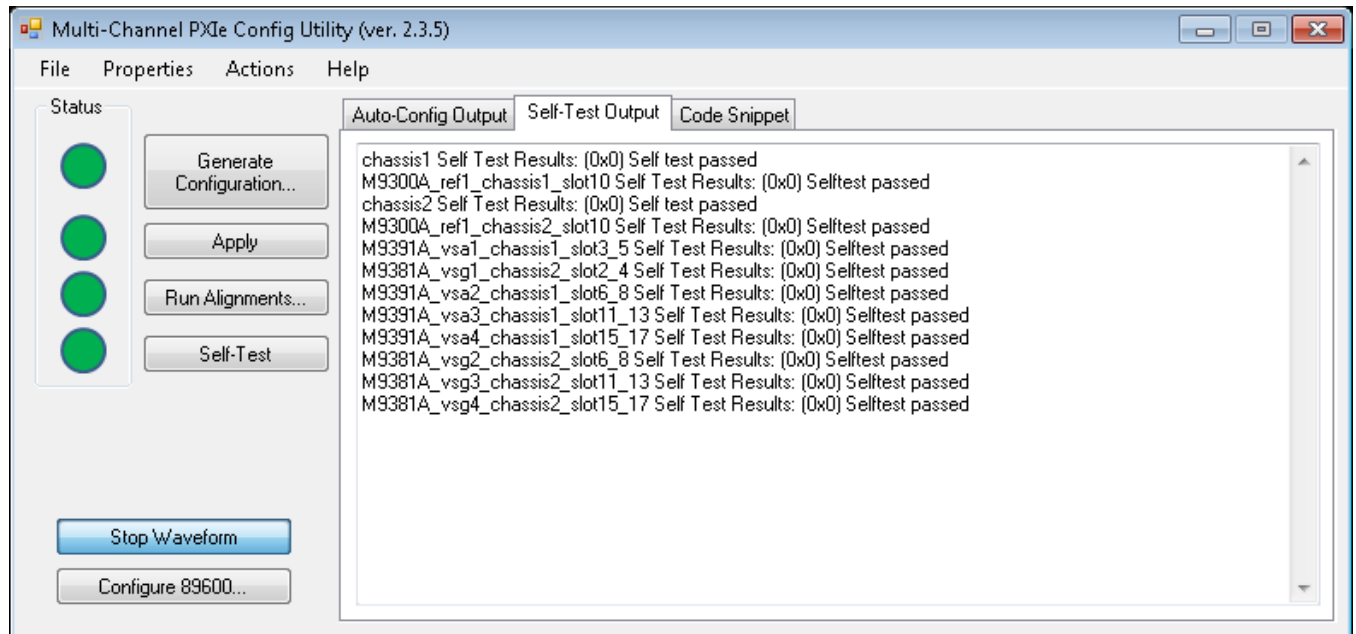 Multi-Channel PXIe Config Utility (ver. 2.3.5)
File Properties Actions Help
Status
Generate
Configuration...
Apply
Run Alignments...
Self-Test
Stop Waveform
Configure 89600...
Auto-Config Output Self-Test Output Code Snippet
chassis1 Self Test Results: (0x0) Self test passed
M9300A_ref1_chassis1_slot10 Self Test Results: (0x0) Selftest passed
chassis2 Self Test Results: (0x0) Self test passed
M9300A_ref1_chassis2_slot10 Self Test Results: (0x0) Selftest passed
M9391A_vsa1_chassis1_slot3_5 Self Test Results: (0x0) Selftest passed
M9381A_vsg1_chassis2_slot2_4 Self Test Results: (0x0) Selftest passed
M9391A_vsa2_chassis1_slot6_8 Self Test Results: (0x0) Selftest passed
M9391A_vsa3_chassis1_slot11_13 Self Test Results: (0x0) Selftest passed
M9391A_vsa4_chassis1_slot15_17 Self Test Results: (0x0) Selftest passed
M9381A_vsg2_chassis2_slot6_8 Self Test Results: (0x0) Selftest passed
M9381A_vsg3_chassis2_slot11_13 Self Test Results: (0x0) Selftest passed
M9381A_vsg4_chassis2_slot15_17 Self Test Results: (0x0) Selftest passed